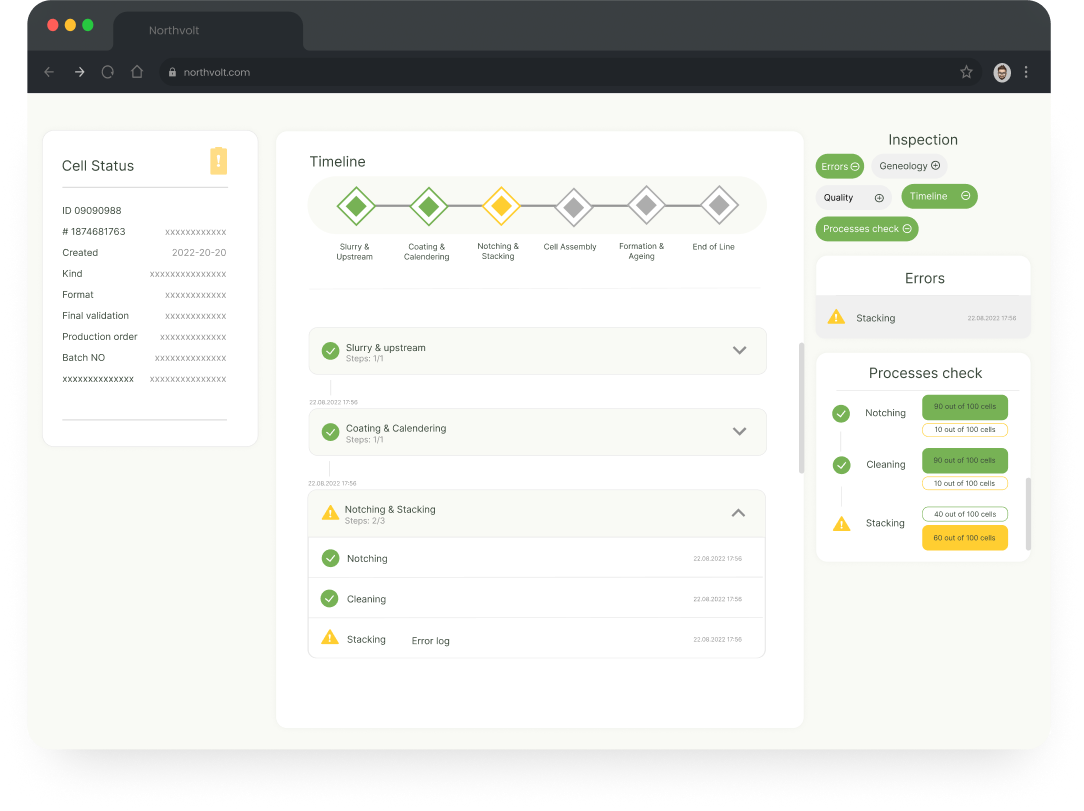 Northvolt
northvolt.com
Cell Status
ID 09090988
# 1874681763 xxxxxxxxxxxx
Created 2022-20-20
Kind xxxxxxxxxxxxxxx
Format xxxxxxxxxxxx
Final validation xxxxxxxxxxxx
Production order xxxxxxxxxxxxx
Batch NO xxxxxxxxxxxxxx
xxxxxxxxxxxxxx xxxxxxxxxxxxxxx
Timeline
Slurry &
Upstream
Coating &
Calendering
Notching &
Stacking
Cell Assembly
Formation &
Ageing
End of Line
Slurry & upstream
Steps: 1/1
22.08.2022 17:56
Coating & Calendering
Steps: 1/1
22.08.2022 17:56
Notching & Stacking
Steps: 2/3
Notching 22.08.2022 17:56
Cleaning 22.08.2022 17:56
Stacking Error log 22.08.2022 17:56
Inspection
Errors
Geneology
Quality
Timeline
Processes check
Errors
Stacking 22.08.2022 17:56
Processes check
Notching
90 out of 100 cells
10 out of 100 cells
Cleaning
90 out of 100 cells
10 out of 100 cells
Stacking
40 out of 100 cells
60 out of 100 cells